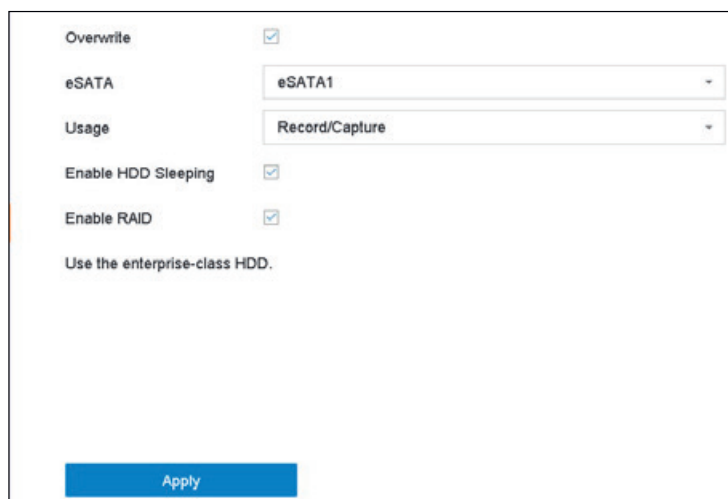 Overwrite
eSATA eSATA1
Usage Record/Capture
Enable HDD Sleeping
Enable RAID
Use the enterprise-class HDD.
Apply